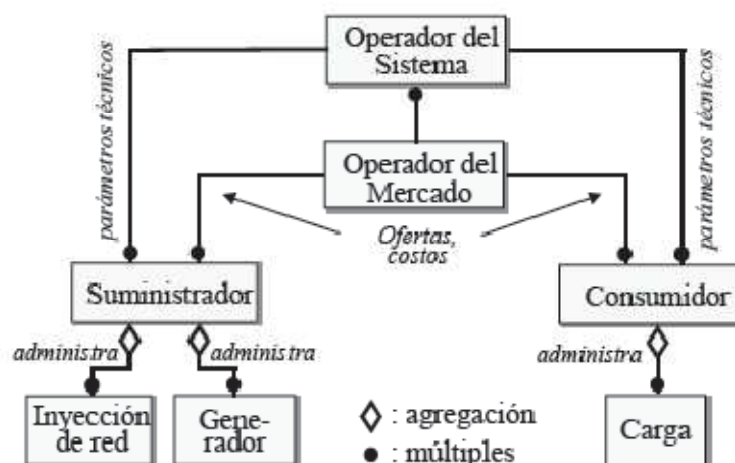 Operador del
Sistema
parámetros técnicos
parámetros técnicos
Operador del
Mercado
Ofertas,
costos
Suministrador
Consumidor
administra
administra
administra
Inyección
de red
Gene-
rador
Carga
: agregación
: múltiples